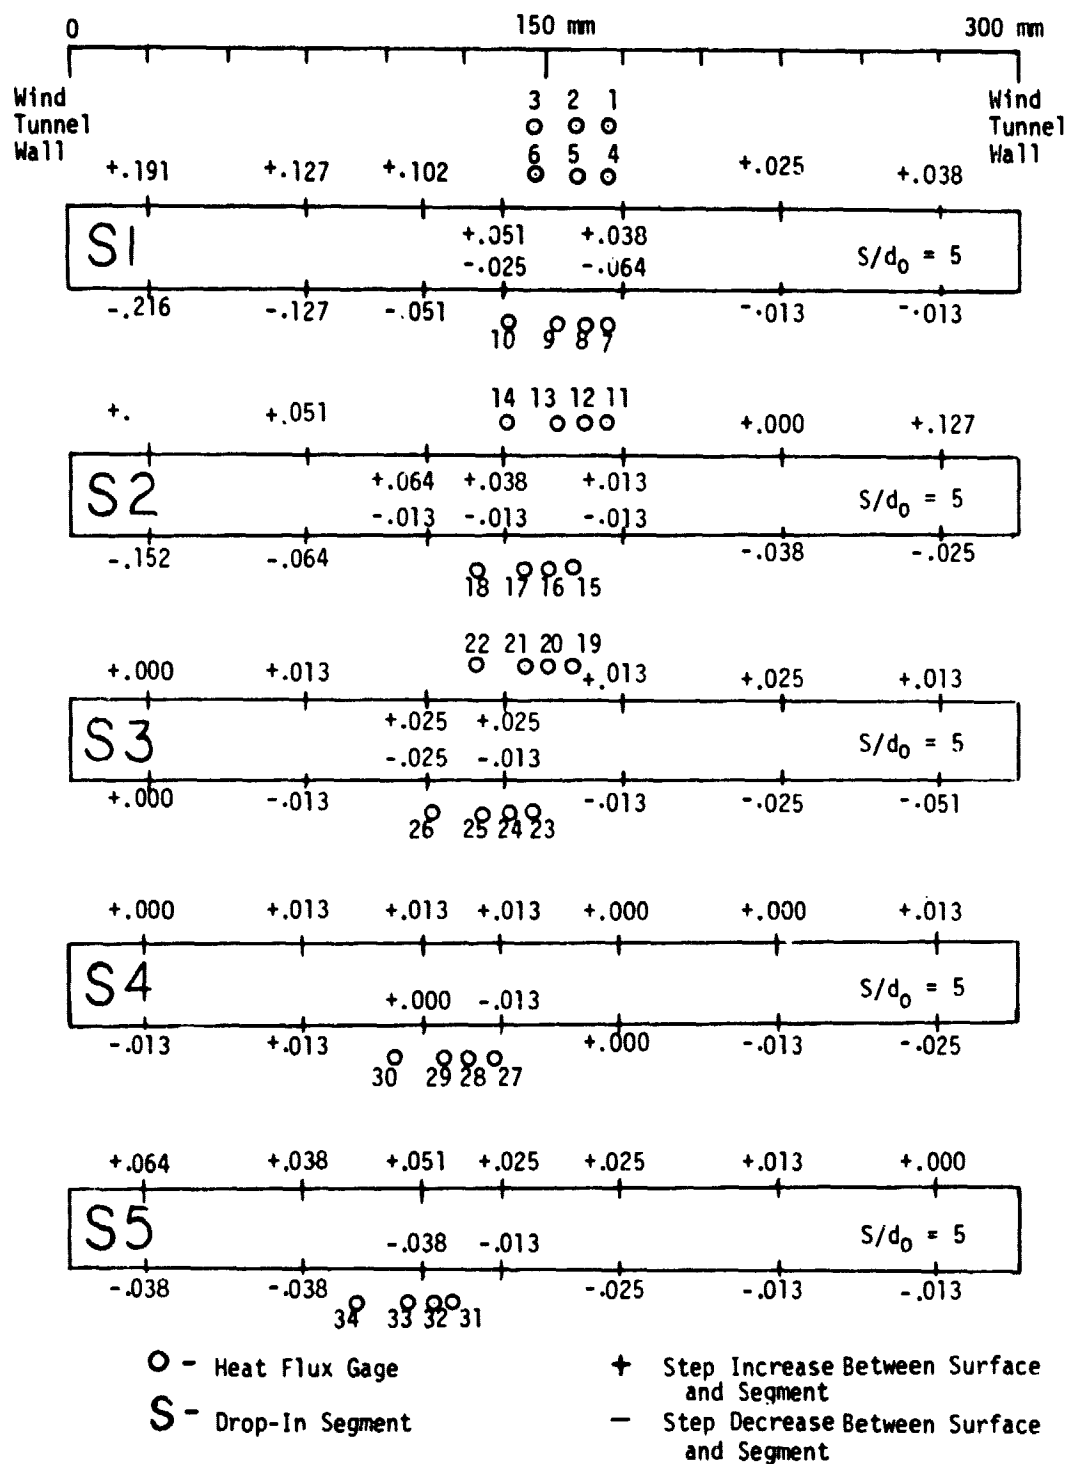 0 150 mm 300 mm
Wind Tunnel Wall
3 2 1
Wind Tunnel Wall
6 5 4
+.191 +.127 +.102 +.025 +.038
S1 +.051 +.038 S/do = 5
-.025 -.064
-.216 -.127 -.051 -.013 -.013
10 9 8 7
14 13 12 11
+. +.051 +.000 +.127
S2 +.064 +.038 +.013 S/do = 5
-.013 -.013 -.013
-.152 -.064 -.038 -.025
18 17 16 15
22 21 20 19
+.000 +.013 +.013 +.025 +.013
S3 +.025 +.025 S/do = 5
-.025 -.013
+.000 -.013 -.013 -.025 -.051
26 25 24 23
+.000 +.013 +.013 +.013 +.000 +.000 +.013
S4 S/do = 5
+.000 -.013
-.013 +.013 +.000 -.013 -.025
30 29 28 27
+.064 +.038 +.051 +.025 +.025 +.013 +.000
S5 S/do = 5
-.038 -.013
-.038 -.038 -.025 -.013 -.013
34 33 32 31
O - Heat Flux Gage
S - Drop-In Segment
+ Step Increase Between Surface
and Segment
- Step Decrease Between Surface
and Segment